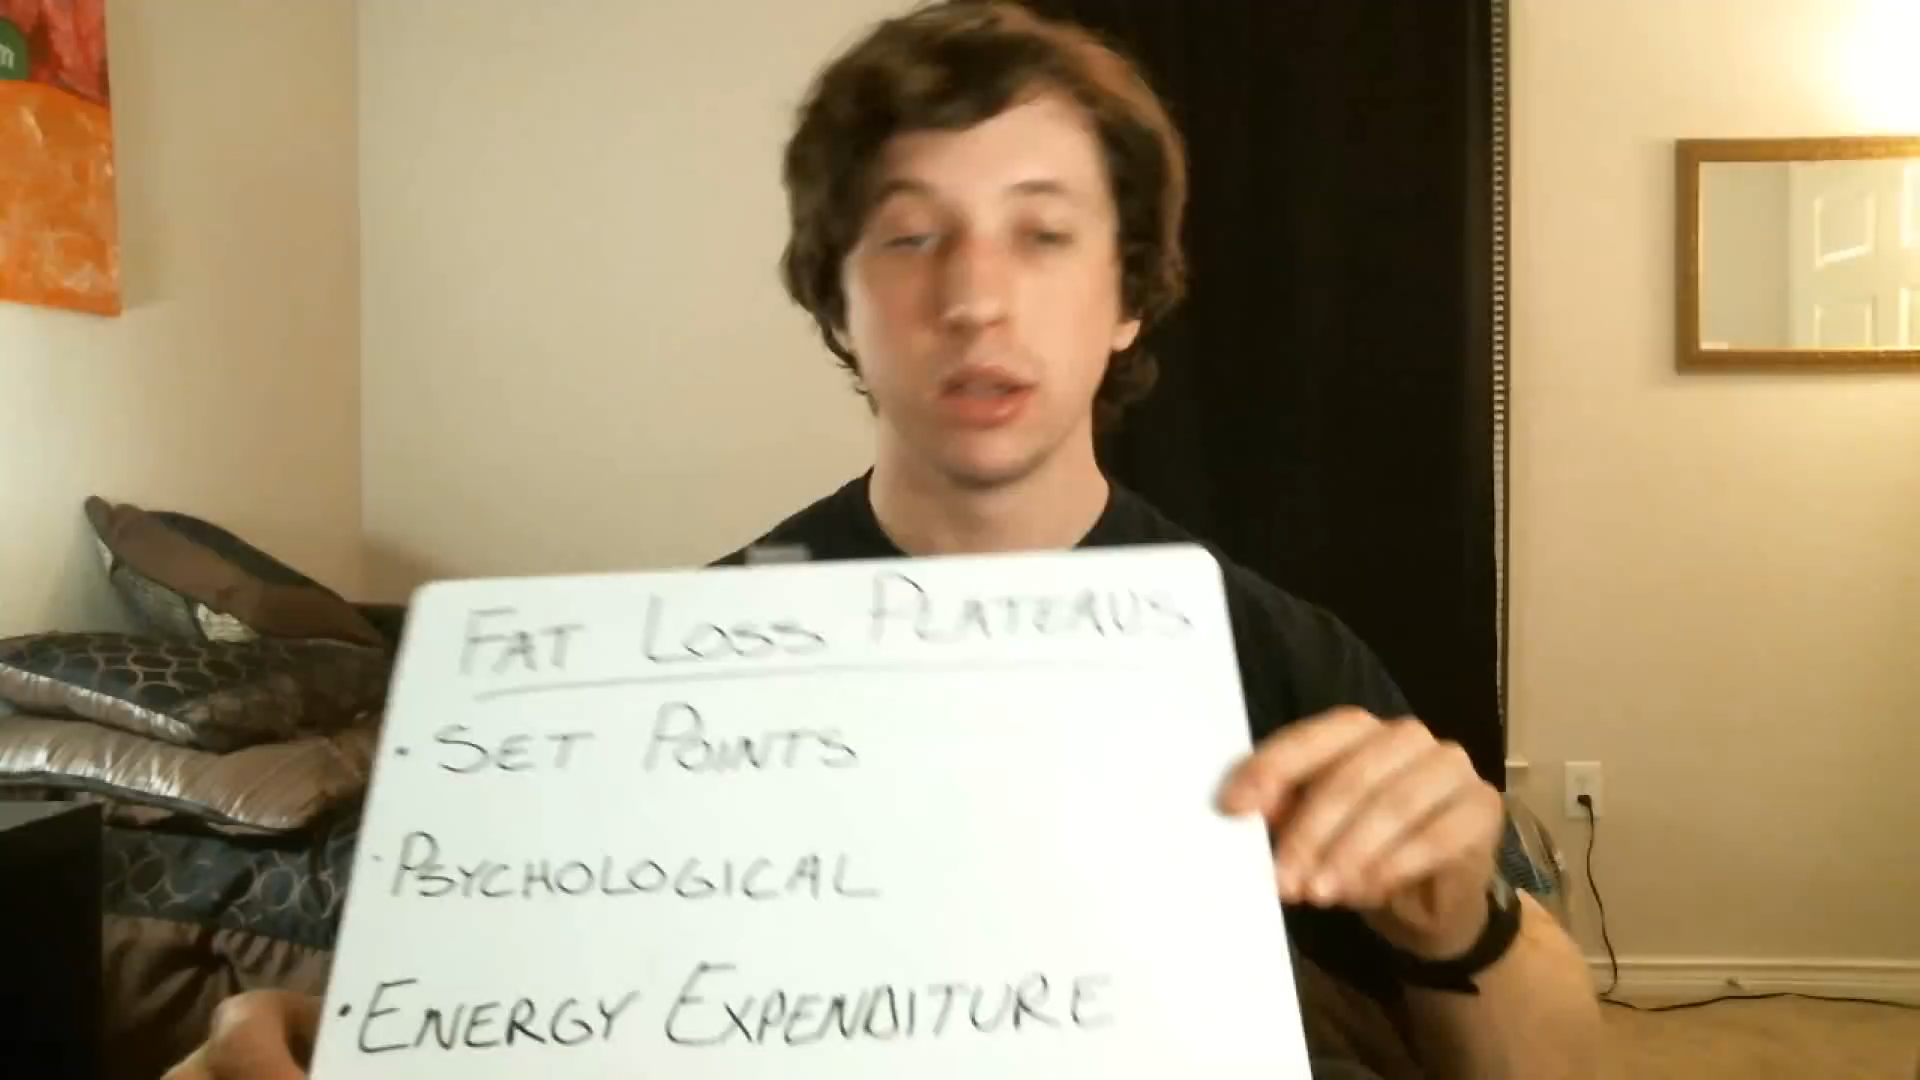 FAT LOSS PLATEAUS
• SET POINTS
• PSYCHOLOGICAL
• ENERGY EXPENDITURE
m